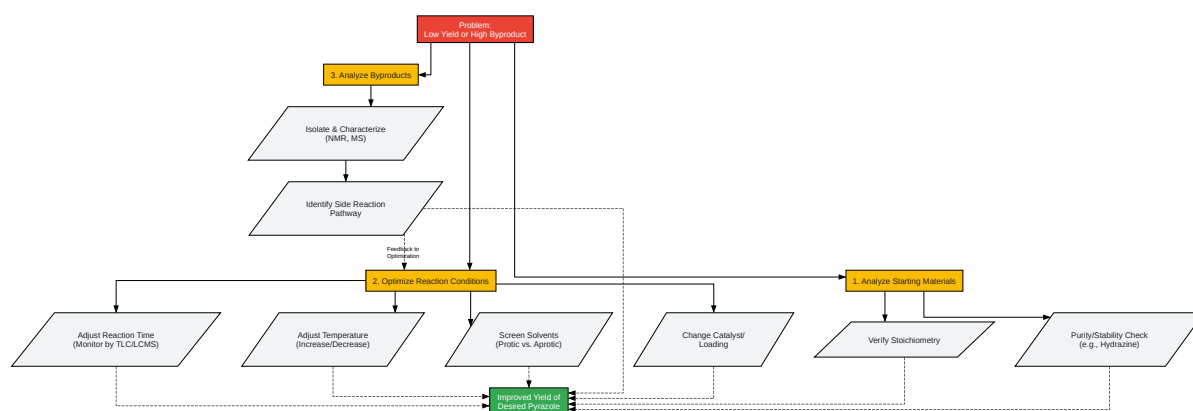 Problem:
Low Yield or High Byproduct
3. Analyze Byproducts
Isolate & Characterize
(NMR, MS)
Identify Side Reaction
Pathway
Feedback to
Optimization
2. Optimize Reaction Conditions
1. Analyze Starting Materials
Adjust Reaction Time
(Monitor by TLC/LCMS)
Adjust Temperature
(Increase/Decrease)
Screen Solvents
(Protic vs. Aprotic)
Change Catalyst/
Loading
Verify Stoichiometry
Purity/Stability Check
(e.g., Hydrazine)
Improved Yield of
Desired Pyrazole